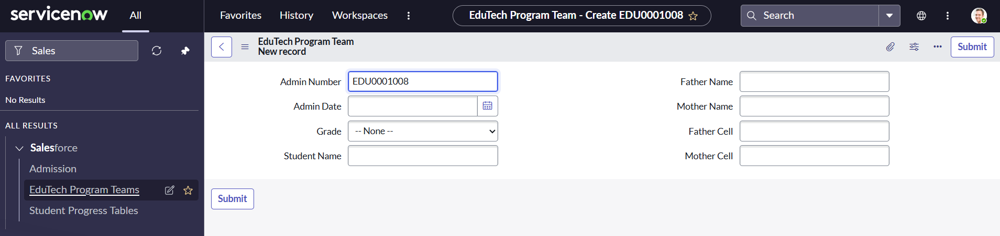 servicenow
All
Favorites
History
Workspaces
EduTech Program Team - Create EDU0001008
Search
Sales
FAVORITES
No Results
ALL RESULTS
Salesforce
Admission
EduTech Program Teams
Student Progress Tables
EduTech Program Team
New record
Submit
Admin Number EDU0001008
Admin Date
Grade -- None --
Student Name
Father Name
Mother Name
Father Cell
Mother Cell
Submit